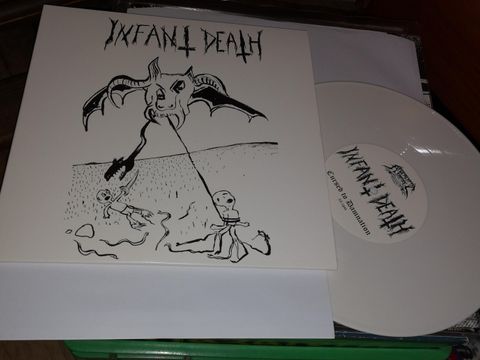 INFANT DEATH
INFANT DEATH
Cursed to Damnation